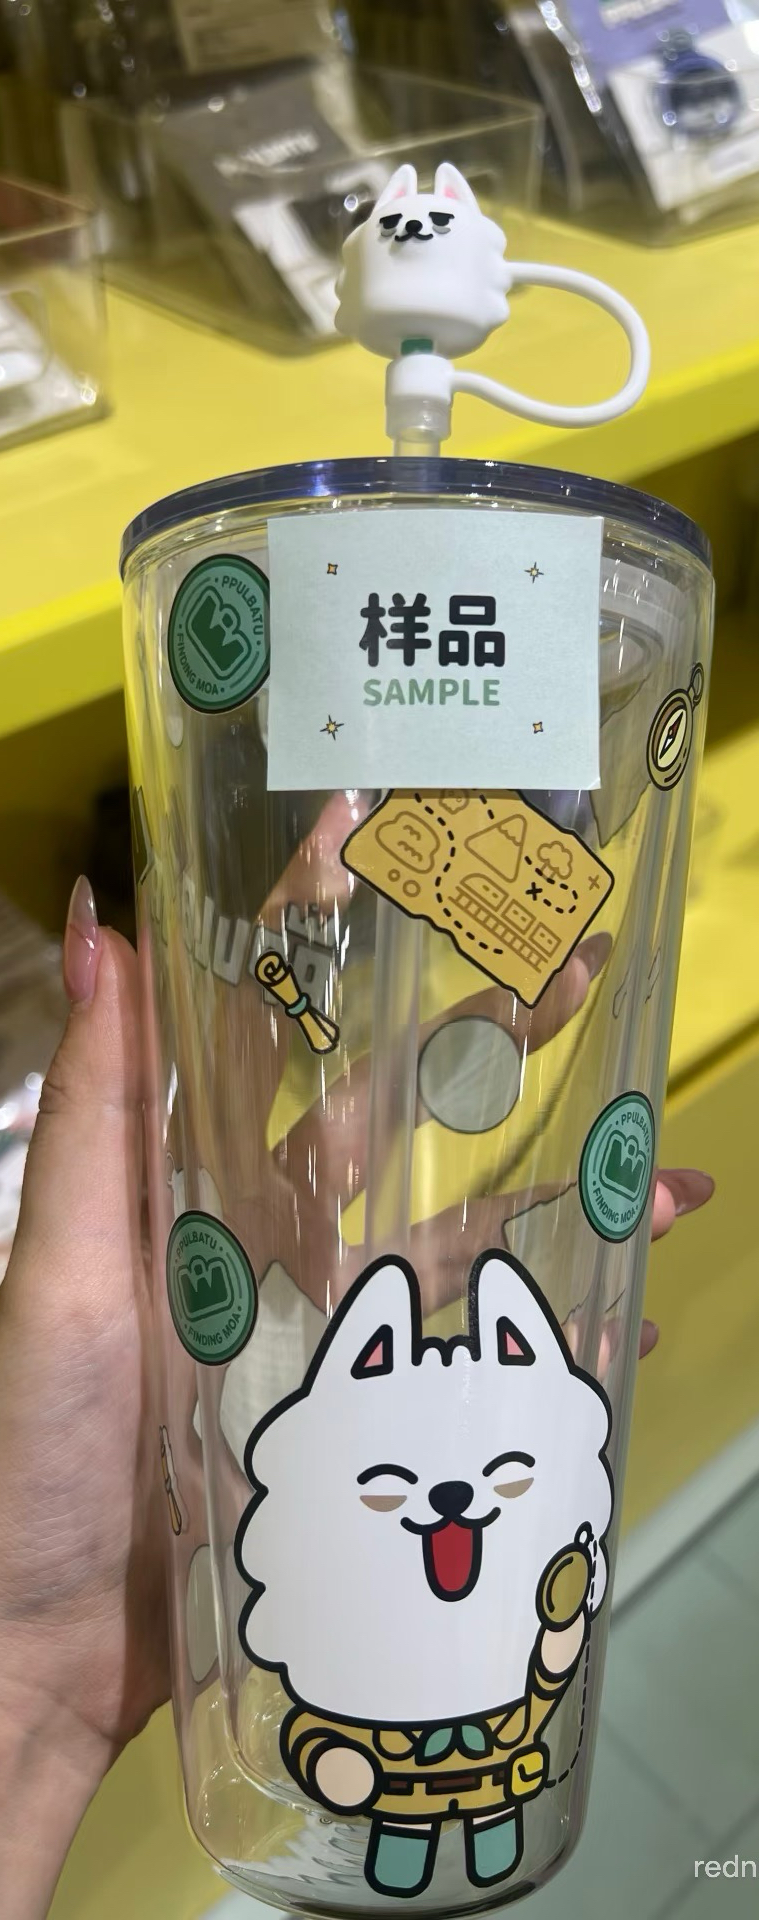 PPULBATU
FINDING MOA
样品
SAMPLE
PPULBATU
FINDING MOA
PPULBATU
FINDING MOA
redn